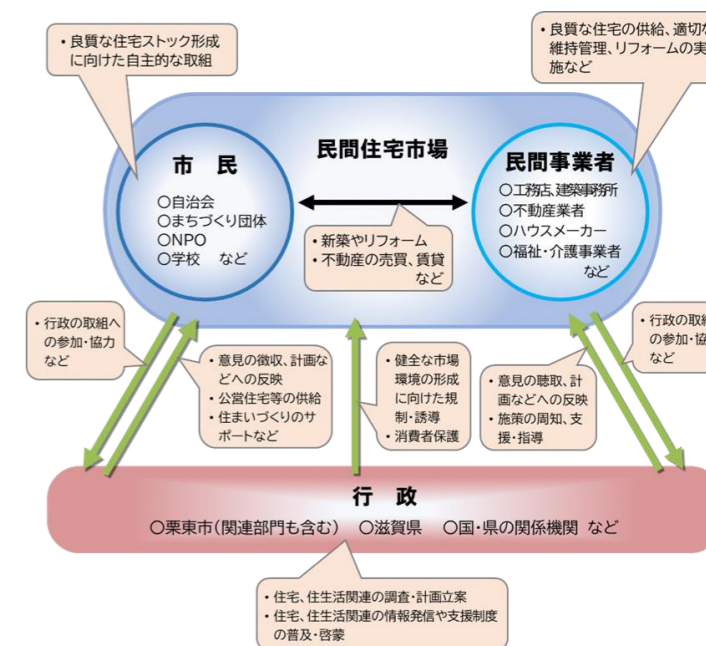 ・良質な住宅ストック形成
に向けた自主的な取組
・良質な住宅の供給、適切な
維持管理、リフォームの実
施など
民間住宅市場
市 民
○自治会
○まちづくり団体
○NPO
○学校 など
民間事業者
○工務店、建築事務所
○不動産業者
○ハウスメーカー
○福祉・介護事業者
など
・新築やリフォーム
・不動産の売買、賃貸
など
・行政の取組へ
の参加・協力
など
・意見の徴収、計画な
どへの反映
・公営住宅等の供給
・住まいづくりのサ
ポートなど
・健全な市場
環境の形成
に向けた規
制・誘導
・消費者保護
・意見の聴取、計
画などへの反映
・施策の周知、支
援・指導
・行政の取組
の参加・協
など
行 政
○栗東市(関連部門も含む) ○滋賀県 ○国・県の関係機関 など
・住宅、住生活関連の調査・計画立案
・住宅、住生活関連の情報発信や支援制度
の普及・啓蒙